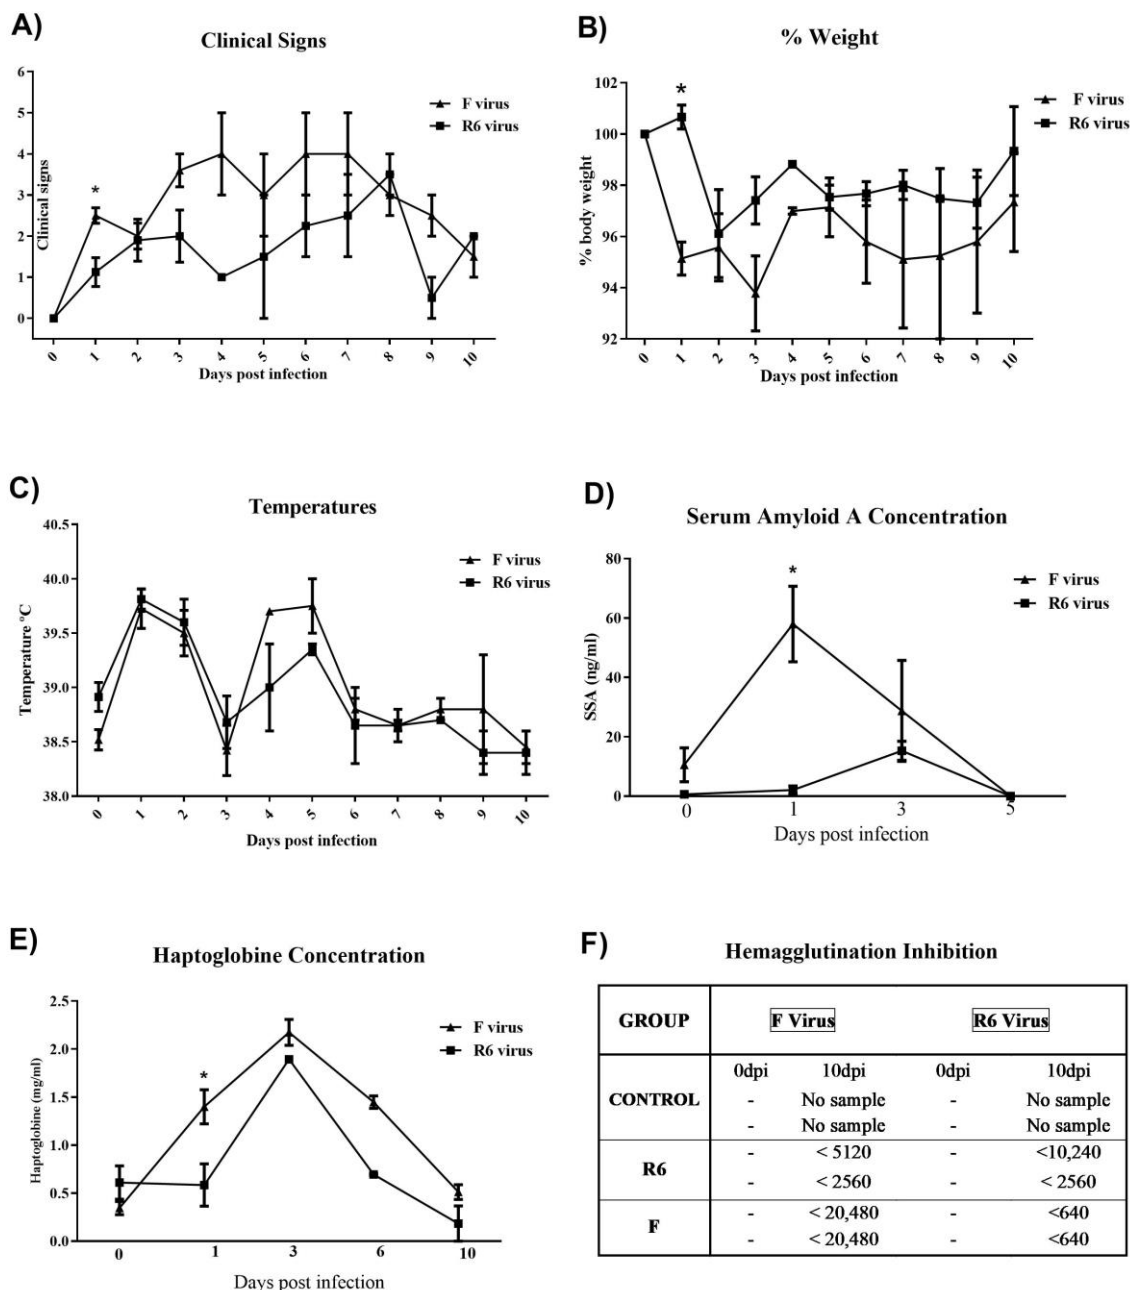 A)
Clinical Signs
6
5
4
3
2
1
0
Clinical signs
F virus
R6 virus
*
0 1 2 3 4 5 6 7 8 9 10
Days post infection
B)
% Weight
102
100
98
96
94
92
% body weight
F virus
R6 virus
*
0 1 2 3 4 5 6 7 8 9 10
Days post infection
C)
Temperatures
40.5
40.0
39.5
39.0
38.5
38.0
Temperature °C
F virus
R6 virus
0 1 2 3 4 5 6 7 8 9 10
Days post infection
D)
Serum Amyloid A Concentration
80
60
40
20
0
SSA (ng/ml)
F virus
R6 virus
*
0 1 3 5
Days post infection
E)
Haptoglobine Concentration
2.5
2.0
1.5
1.0
0.5
0.0
Haptoglobine (mg/ml)
F virus
R6 virus
*
0 1 3 6 10
Days post infection
F)
Hemagglutination Inhibition
GROUP F Virus R6 Virus
0dpi 10dpi 0dpi 10dpi
CONTROL - No sample - No sample
- No sample - No sample
R6 - < 5120 - <10,240
- < 2560 - < 2560
F - < 20,480 - <640
- < 20,480 - <640